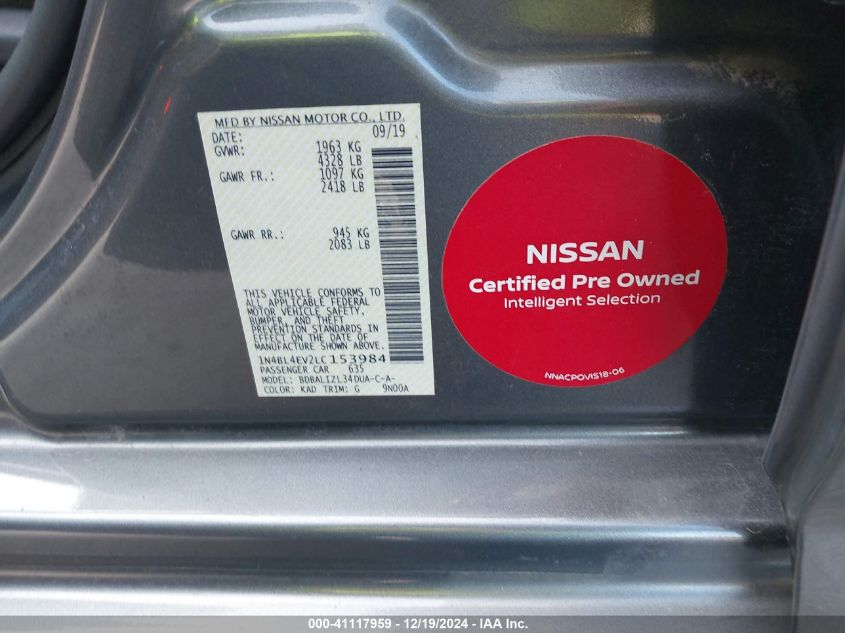 MFD BY NISSAN MOTOR CO., LTD.
DATE: 09/19
GVWR: 1963 KG
4328 LB
GAWR FR.: 1097 KG
2418 LB
GAWR RR.: 945 KG
2083 LB
THIS VEHICLE CONFORMS TO
ALL APPLICABLE FEDERAL
MOTOR VEHICLE SAFETY,
BUMPER, AND THEFT
PREVENTION STANDARDS IN
EFFECT ON THE DATE OF
MANUFACTURE SHOWN ABOVE.
1N4BL4EV2LC153984
PASSENGER CAR 635
MODEL: BDBALIZL34DUA-C-A-
COLOR: KAD TRIM: G 9N00A
NISSAN
Certified Pre Owned
Intelligent Selection
NNACPOVIS18-06
000-41117959 - 12/19/2024 - IAA Inc.